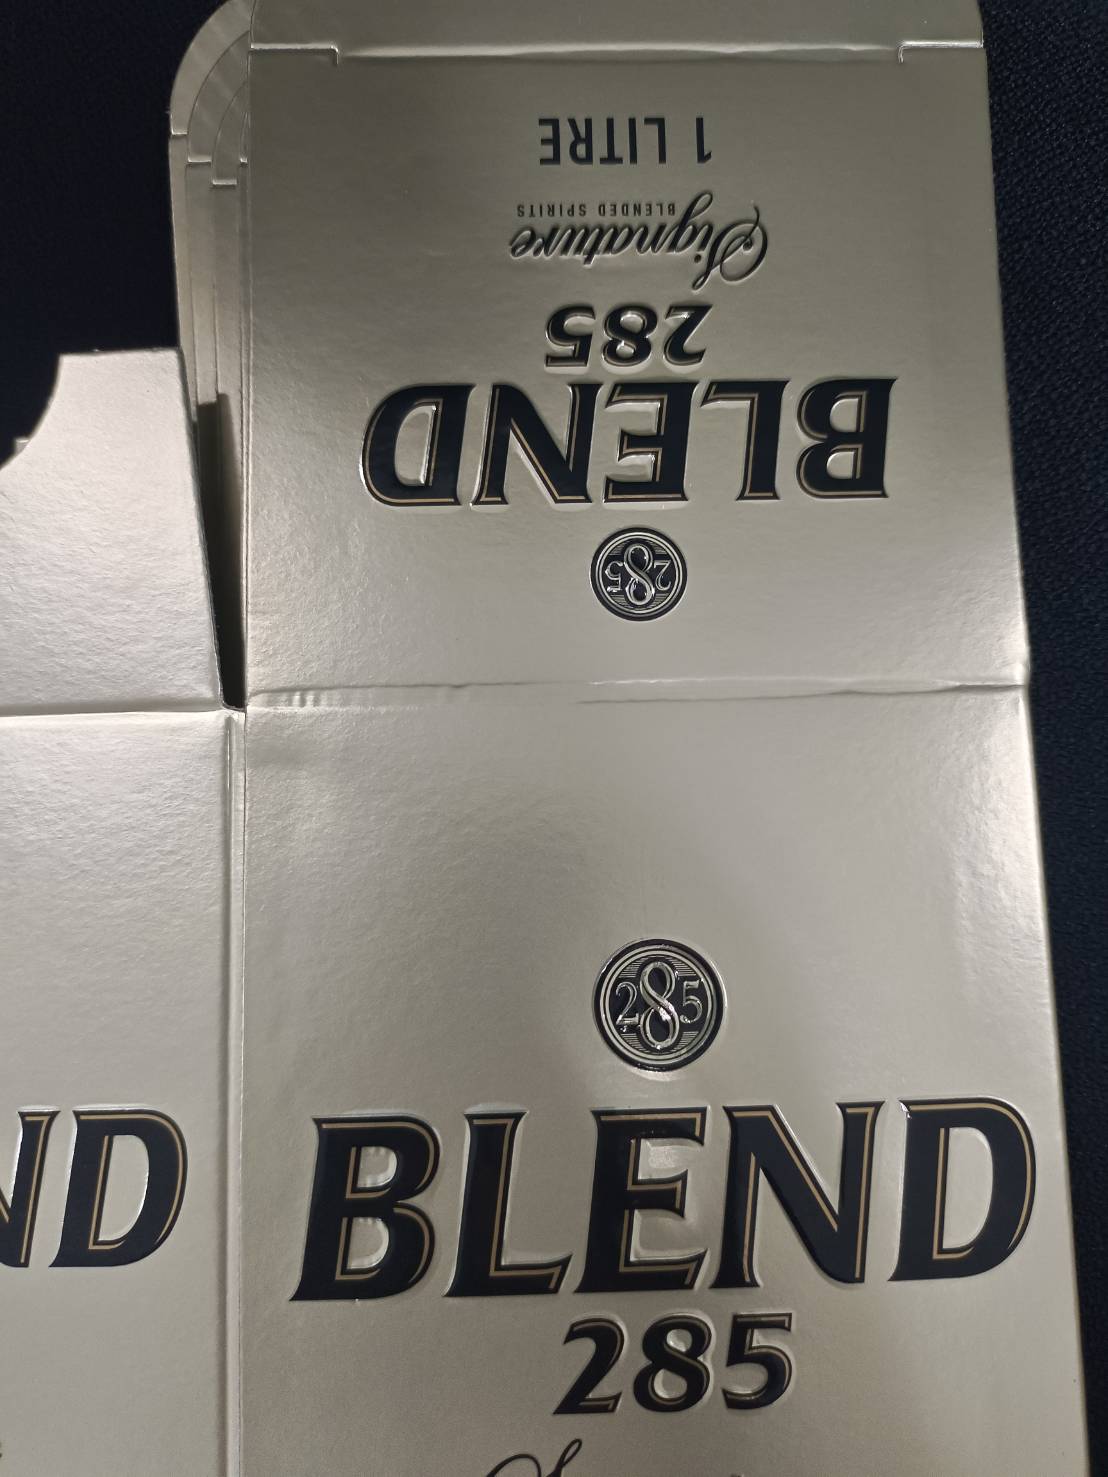 1 LITRE
BLENDED SPIRITS
Signature
285
BLEND
285
285
BLEND
285
ND